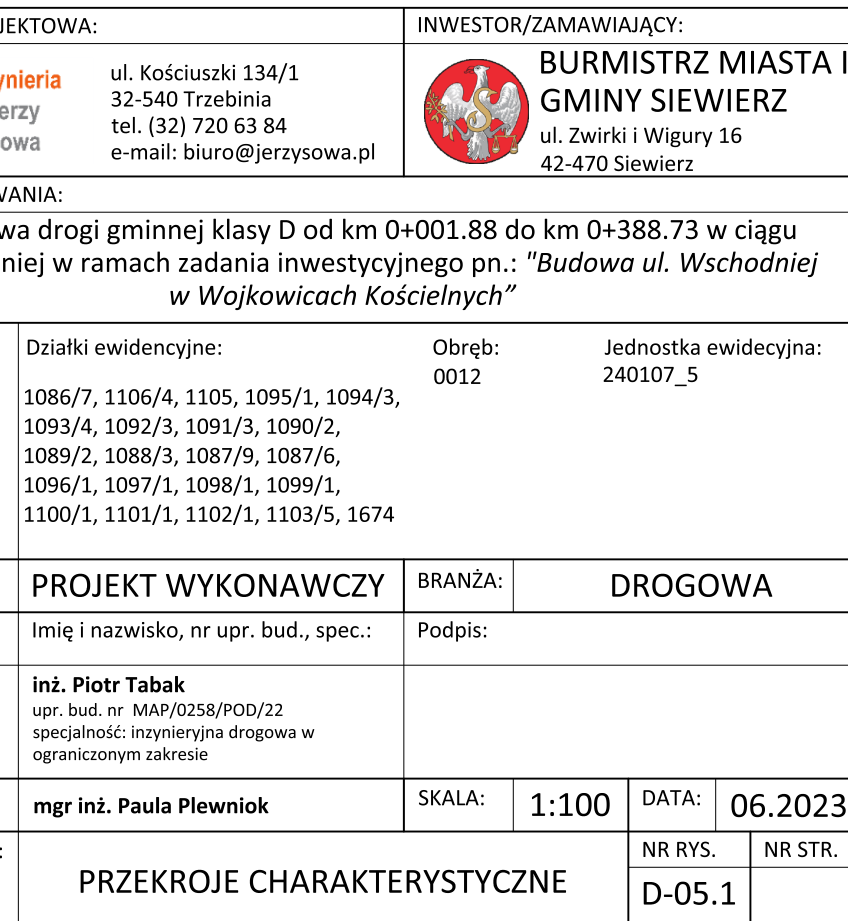 JEKTOWA:
INWESTOR/ZAMAWIAJĄCY:
ynieria
erzy
owa
ul. Kościuszki 134/1
32-540 Trzebinia
tel. (32) 720 63 84
e-mail: biuro@jerzysowa.pl
BURMISTRZ MIASTA I
GMINY SIEWIERZ
ul. Zwirki i Wigury 16
42-470 Siewierz
WANIA:
wa drogi gminnej klasy D od km 0+001.88 do km 0+388.73 w ciągu
niej w ramach zadania inwestycyjnego pn.: "Budowa ul. Wschodniej
w Wojkowicach Kościelnych”
Działki ewidencyjne:
1086/7, 1106/4, 1105, 1095/1, 1094/3,
1093/4, 1092/3, 1091/3, 1090/2,
1089/2, 1088/3, 1087/9, 1087/6,
1096/1, 1097/1, 1098/1, 1099/1,
1100/1, 1101/1, 1102/1, 1103/5, 1674
Obręb:
0012
Jednostka ewidecyjna:
240107_5
PROJEKT WYKONAWCZY
BRANŻA:
DROGOWA
Imię i nazwisko, nr upr. bud., spec.:
Podpis:
inż. Piotr Tabak
upr. bud. nr MAP/0258/POD/22
specjalność: inzynieryjna drogowa w
ograniczonym zakresie
mgr inż. Paula Plewniok
SKALA:
1:100
DATA:
06.2023
:
PRZEKROJE CHARAKTERYSTYCZNE
NR RYS.
D-05.1
NR STR.